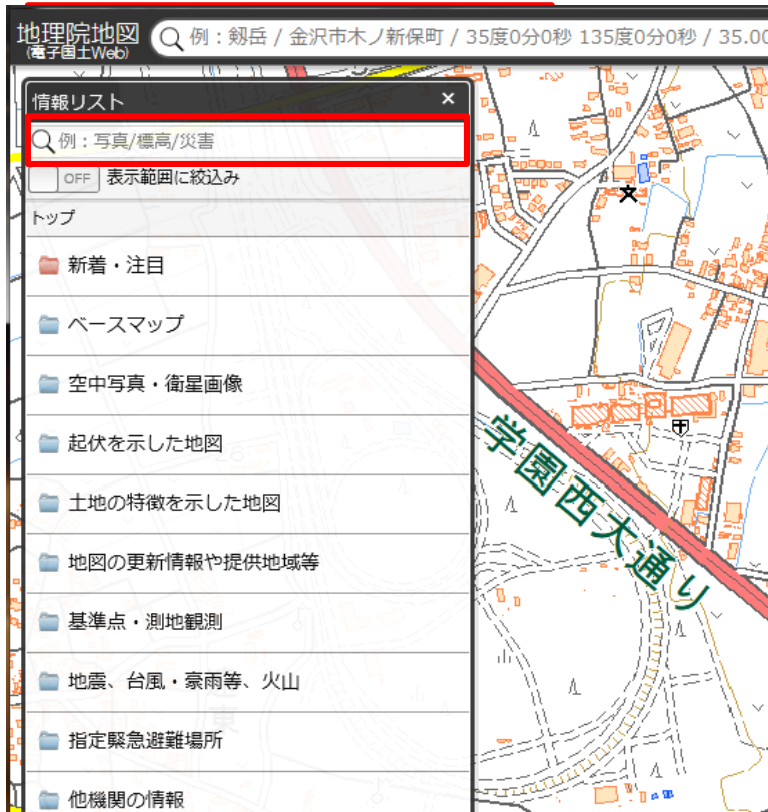 地理院地図
(電子国土Web)
例：剱岳 / 金沢市木ノ新保町 / 35度0分0秒 135度0分0秒 / 35.00
情報リスト ×
例：写真/標高/災害
OFF 表示範囲に絞込み
トップ
新着・注目
ベースマップ
空中写真・衛星画像
起伏を示した地図
土地の特徴を示した地図
地図の更新情報や提供地域等
基準点・測地観測
地震、台風・豪雨等、火山
指定緊急避難場所
他機関の情報
学園西大通り
東